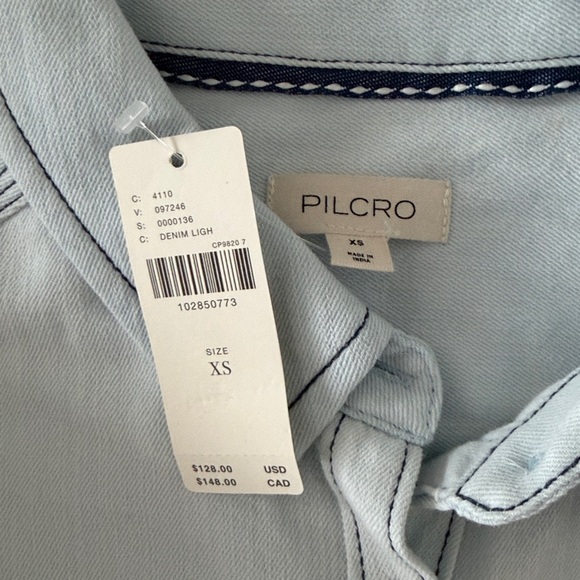 C: 4110
V: 097246
S: 0000136
C: DENIM LIGH
CP9820 7
102850773
SIZE
XS
$128.00 USD
$148.00 CAD
PILCRO
XS
MADE IN
INDIA